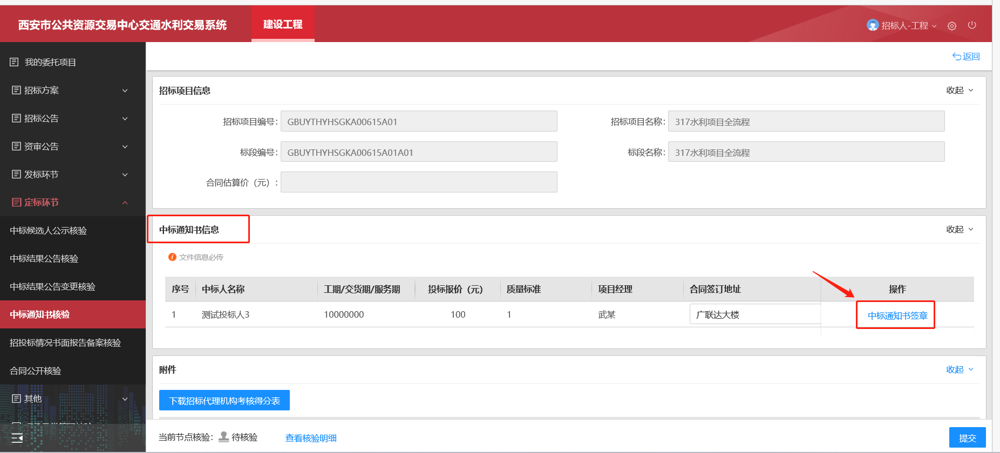 西安市公共资源交易中心交通水利交易系统
建设工程
招标人-工程
我的委托项目
招标方案
招标公告
资审公告
发标环节
定标环节
中标候选人公示核验
中标结果公告核验
中标结果公告变更核验
中标通知书核验
招投标情况书面报告备案核验
合同公开核验
其他
返回
招标项目信息
收起
招标项目编号: GBUYTHYHSGKA00615A01
招标项目名称: 317水利项目全流程
标段编号: GBUYTHYHSGKA00615A01A01
标段名称: 317水利项目全流程
合同估算价（元）:
中标通知书信息
收起
文件信息必传
序号 中标人名称 工期/交货期/服务期 投标报价（元） 质量标准 项目经理 合同签订地址 操作
1 测试投标人3 10000000 100 1 武某 广联达大楼 中标通知书签章
附件
收起
下载招标代理机构考核得分表
当前节点核验: 待核验 查看核验明细
提交